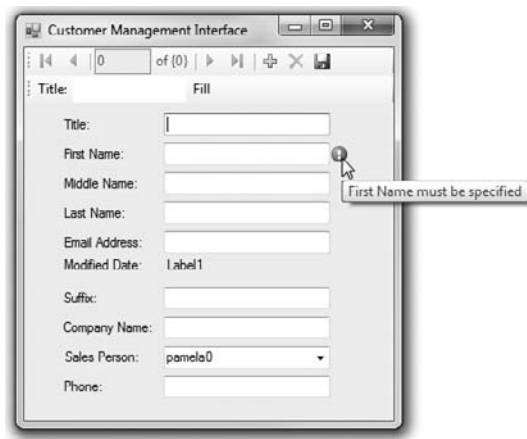 Customer Management Interface
0 of {0}
Title: Fill
Title:
First Name:
First Name must be specified
Middle Name:
Last Name:
Email Address:
Modified Date: Label1
Suffix:
Company Name:
Sales Person: pamela0
Phone: